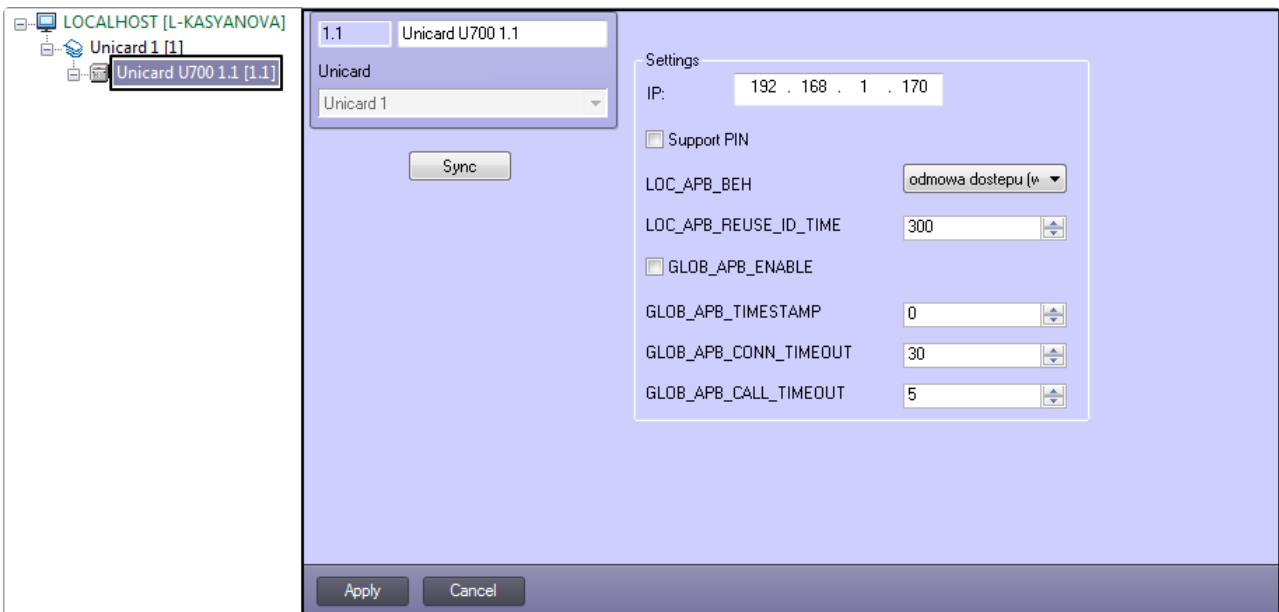 LOCALHOST [L-KASYANOVA]
Unicard 1 [1]
Unicard U700 1.1 [1.1]
1.1
Unicard U700 1.1
Unicard
Unicard 1
Sync
Settings
IP:
192 . 168 . 1 . 170
Support PIN
LOC_APB_BEH
odmowa dostepu (w
LOC_APB_REUSE_ID_TIME
300
GLOB_APB_ENABLE
GLOB_APB_TIMESTAMP
0
GLOB_APB_CONN_TIMEOUT
30
GLOB_APB_CALL_TIMEOUT
5
Apply
Cancel